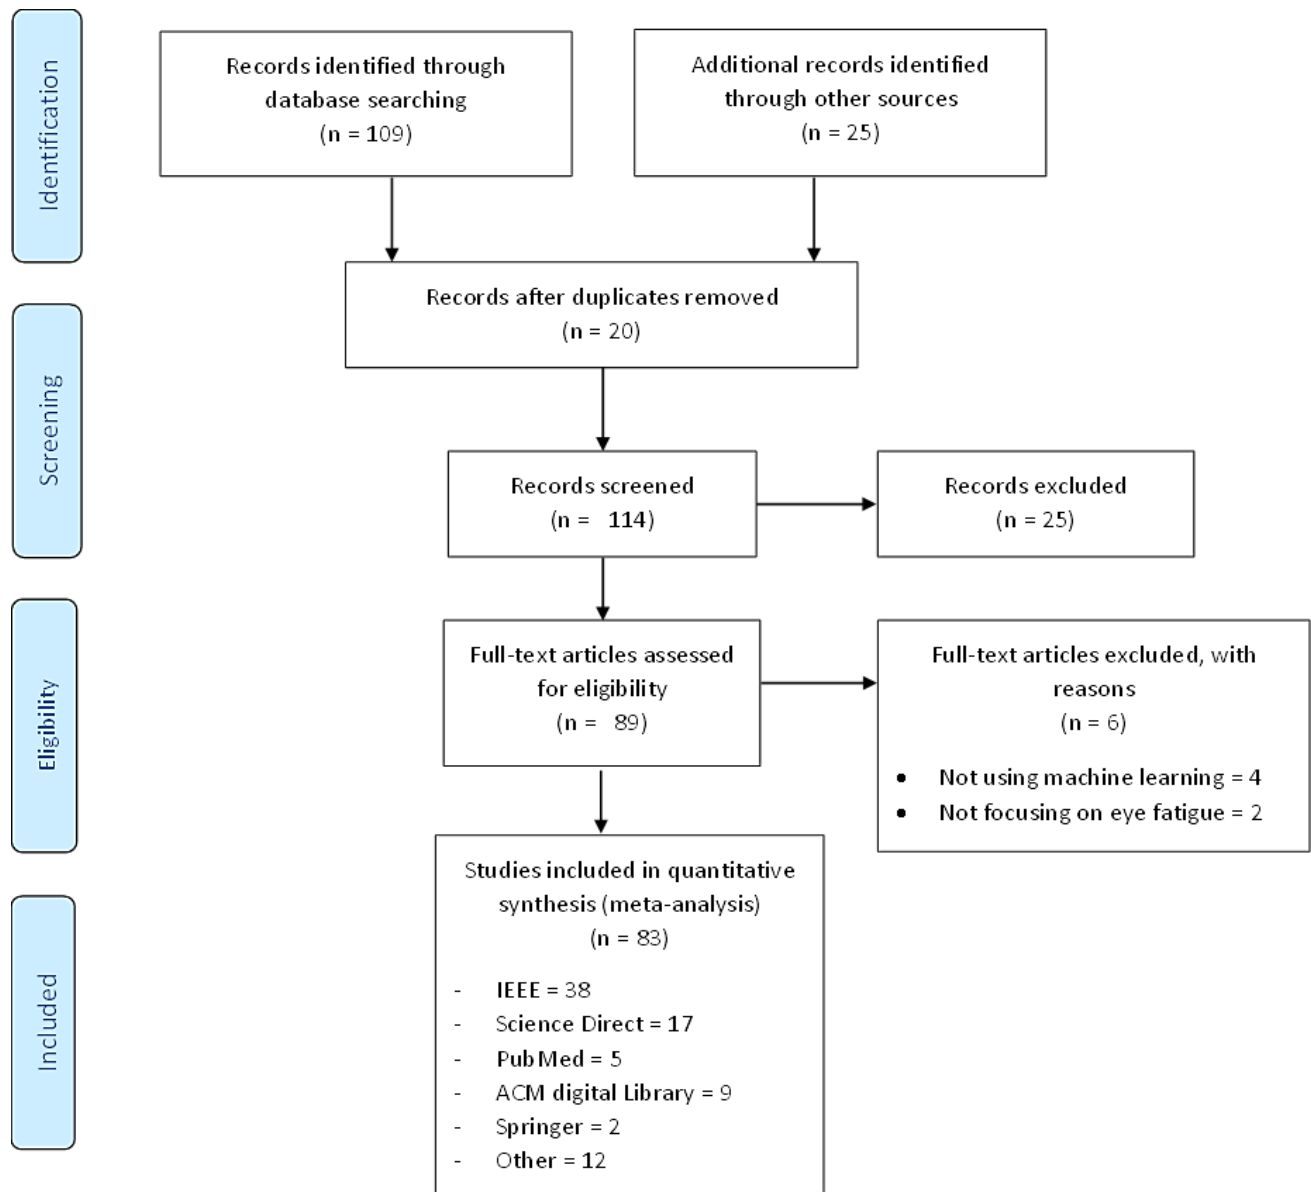 Identification
Records identified through
database searching
(n = 109)
Additional records identified
through other sources
(n = 25)
Records after duplicates removed
(n = 20)
Screening
Records screened
(n = 114)
Records excluded
(n = 25)
Eligibility
Full-text articles assessed
for eligibility
(n = 89)
Full-text articles excluded, with
reasons
(n = 6)
• Not using machine learning = 4
• Not focusing on eye fatigue = 2
Included
Studies included in quantitative
synthesis (meta-analysis)
(n = 83)
- IEEE = 38
- Science Direct = 17
- PubMed = 5
- ACM digital Library = 9
- Springer = 2
- Other = 12